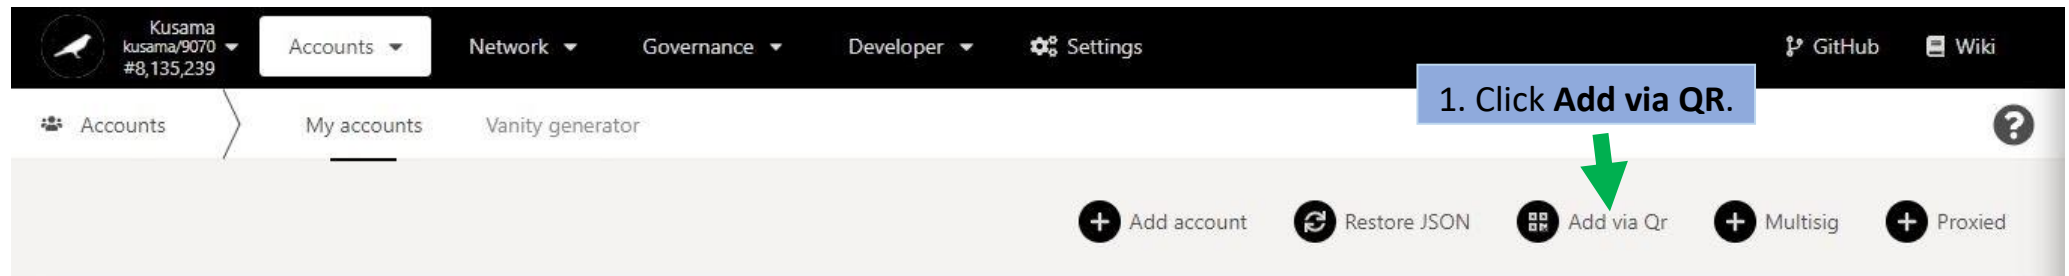 Kusama
kusama/9070
#8,135,239
Accounts
Network
Governance
Developer
Settings
GitHub
Wiki
1. Click Add via QR.
Accounts
My accounts
Vanity generator
Add account
Restore JSON
Add via Qr
Multisig
Proxied